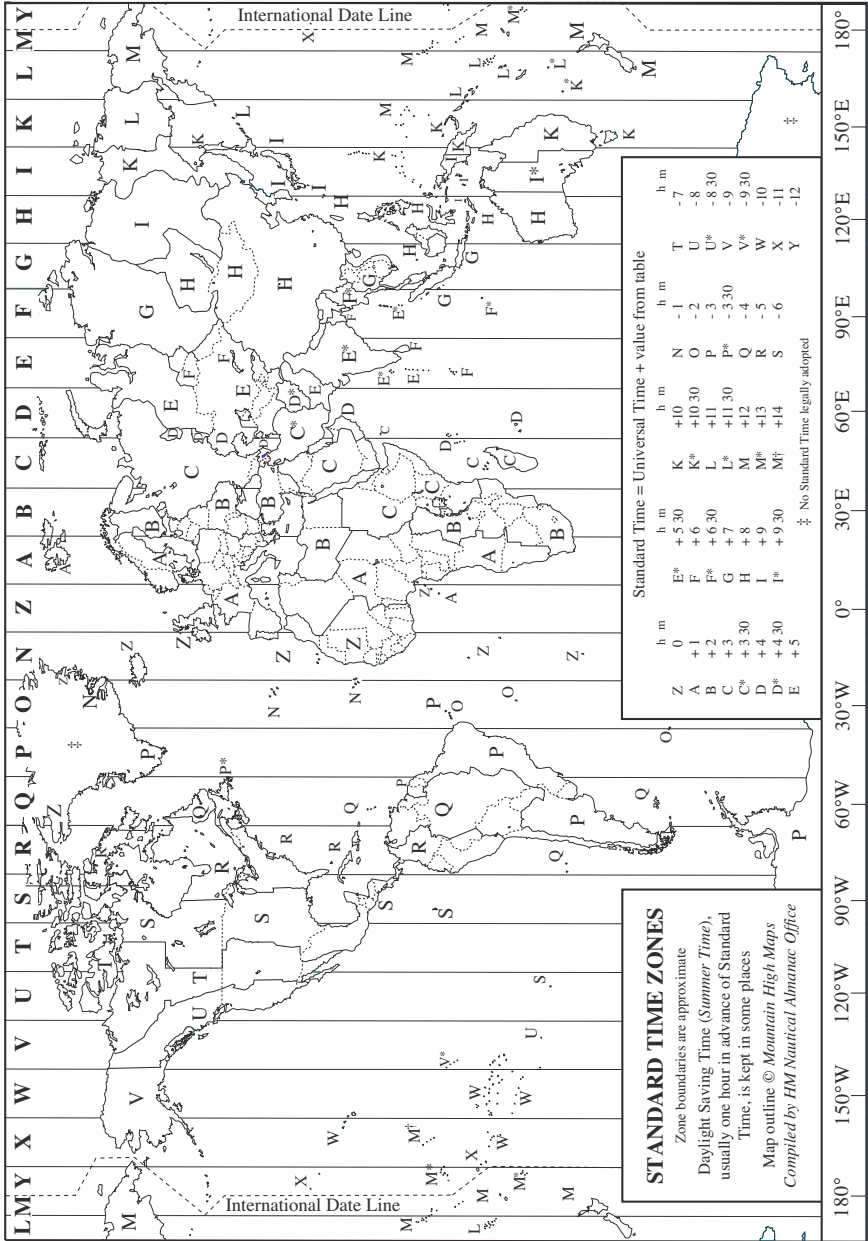 L M Y X W V U T S R Q P O N Z A B C D E F G H I K L M Y
International Date Line
International Date Line
M
V
U
T
T
S
S
R
R
Q
Q
P*
Z
‡
P
N
Z
Z
Z
A
A
A
B
B
B
B
C
D
D
D
E
E
F
F
G
H
H
H
I
K
L
M
K
K
L
I
I
I
H
X
X
W
R
R
Q
N
N
Z
Z
A
B
C
C
C*
D*
D
E
E*
E*
E
F
F
F*
F*
G
H
H
H
K
M
M
M†
M*
M
L
M*
M
X
W
W
W
V*
U
S
S
R
Q
P
P
Q
P
Q
Q
P
O
O
O
P
Z
Z
Z
A
A
B
B
C
C
C
C
D
D
E
F
F
F*
G
G
H
H
I
I
K
K
L
L
L*
K*
M
M*
M
M
H
I*
K
K
‡
STANDARD TIME ZONES
Zone boundaries are approximate
Daylight Saving Time (Summer Time),
usually one hour in advance of Standard
Time, is kept in some places
Map outline © Mountain High Maps
Compiled by HM Nautical Almanac Office
Standard Time = Universal Time + value from table
h m h m h m h m h m
Z 0 E* + 5 30 K +10 N - 1 T - 7
A + 1 F + 6 K* +10 30 O - 2 U - 8
B + 2 F* + 6 30 L +11 P - 3 U* - 8 30
C + 3 G + 7 L* +11 30 P* - 3 30 V - 9
C* + 3 30 H + 8 M +12 Q - 4 V* - 9 30
D + 4 I + 9 M* +13 R - 5 W -10
D* + 4 30 I* + 9 30 M† +14 S - 6 X -11
E + 5 ‡ No Standard Time legally adopted Y -12
180° 150°W 120°W 90°W 60°W 30°W 0° 30°E 60°E 90°E 120°E 150°E 180°